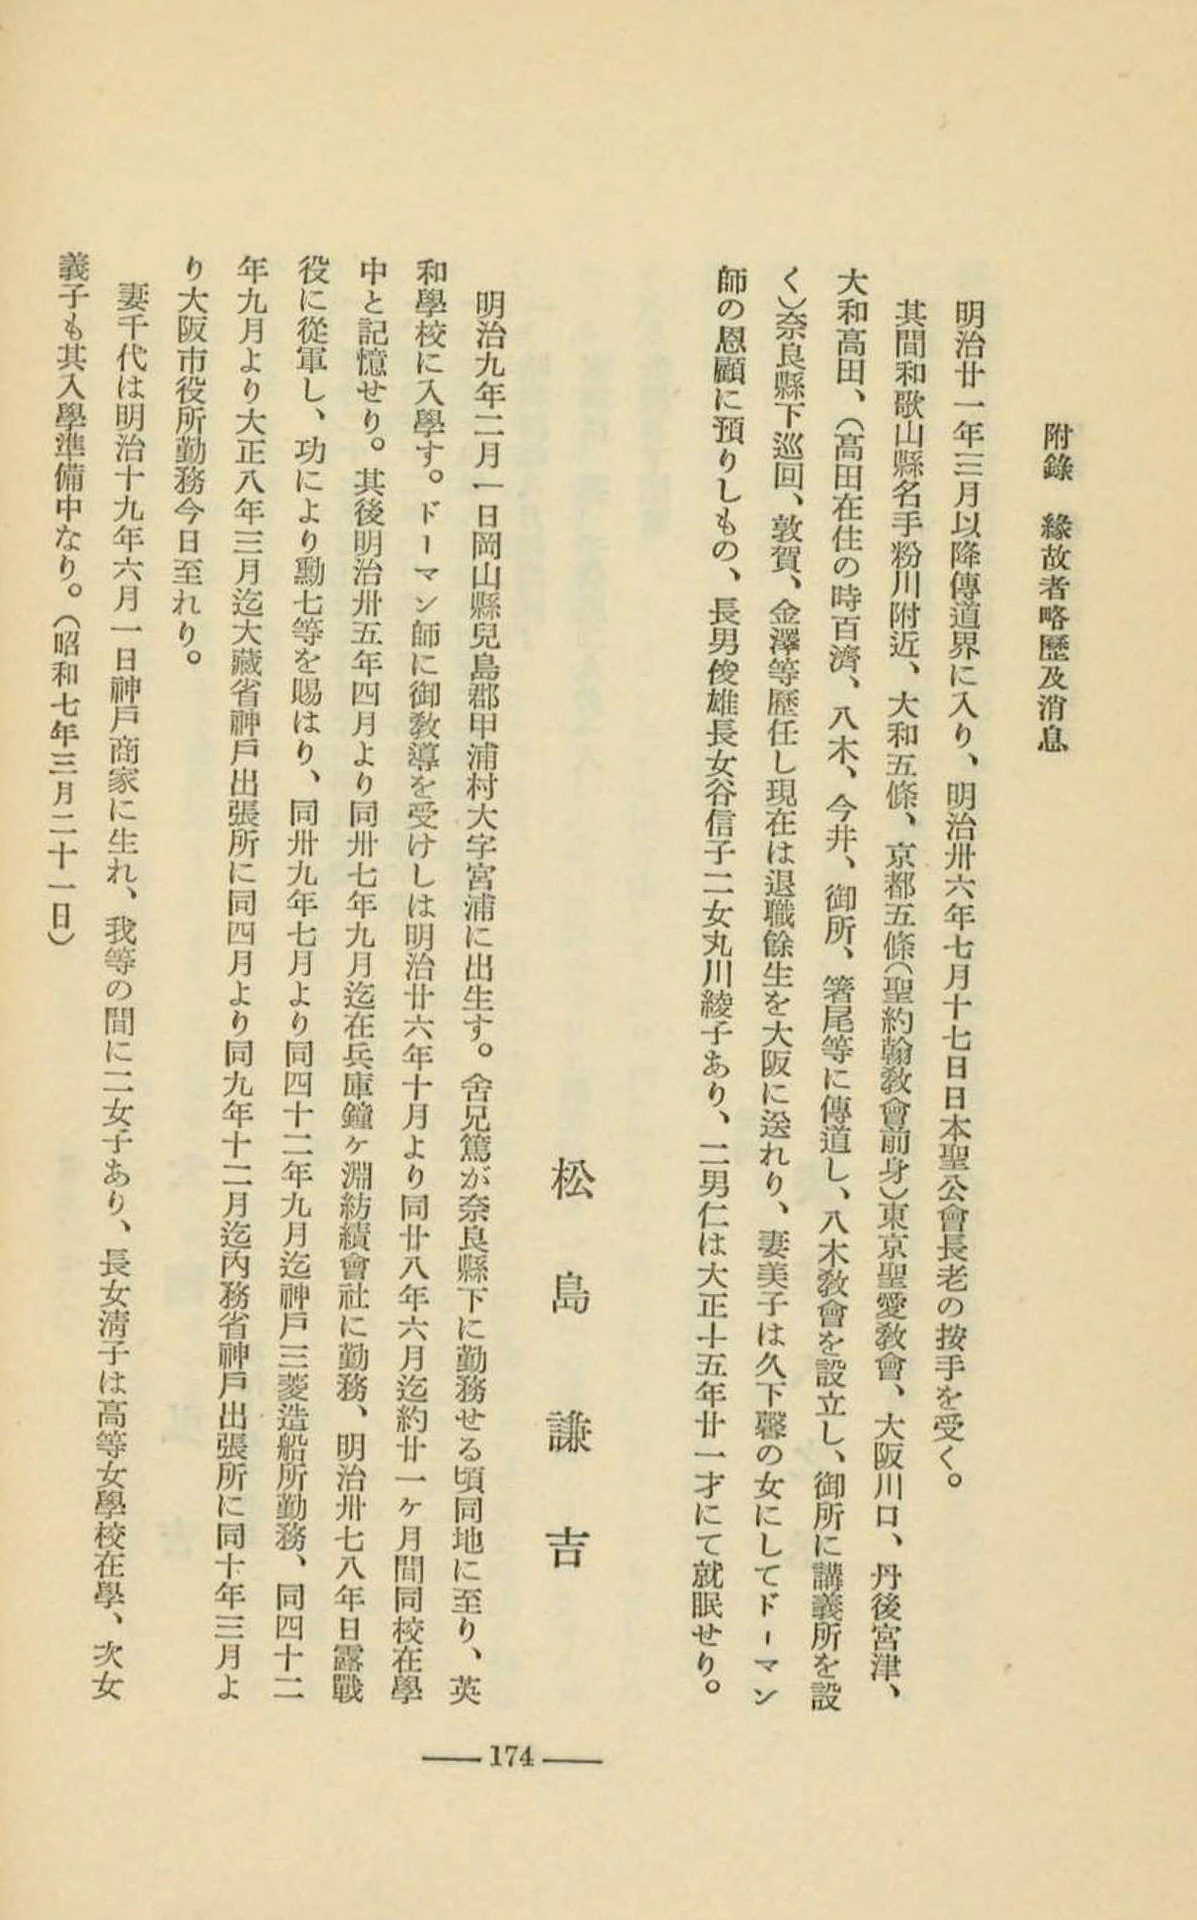 附錄　緣故者略歷及消息
明治廿一年三月以降傳道界に入り、明治卅六年七月十七日日本聖公會長老の按手を受く。
其間和歌山縣名手粉川附近、大和五條、京都五條（聖約翰敎會前身）東京聖愛敎會、大阪川口、丹後宮津、
大和高田、（高田在住の時百濟、八木、今井、御所、箸尾等に傳道し、八木敎會を設立し、御所に講義所を設
く）奈良縣下巡回、敦賀、金澤等歷任し現在は退職餘生を大阪に送れり、妻美子は久下馨の女にしてドーマン
師の恩顧に預りしもの、長男俊雄長女谷信子二女丸川綾子あり、二男仁は大正十五年廿一才にて就眠せり。
松島謙吉
明治九年二月一日岡山縣兒島郡甲浦村大字宮浦に出生す。舍兄篤が奈良縣下に勤務せる頃同地に至り、英
和學校に入學す。ドーマン師に御敎導を受けしは明治廿六年十月より同廿八年六月迄約廿一ヶ月間同校在學
中と記憶せり。其後明治卅五年四月より同卅七年九月迄在兵庫鐘ヶ淵紡績會社に勤務、明治卅七八年日露戰
役に從軍し、功により勳七等を賜はり、同卅九年七月より同四十二年九月迄神戶三菱造船所勤務、同四十二
年九月より大正八年三月迄大藏省神戶出張所に同四月より同九年十二月迄內務省神戶出張所に同十年三月よ
り大阪市役所勤務今日至れり。
妻千代は明治十九年六月一日神戶商家に生れ、我等の間に二女子あり、長女淸子は高等女學校在學、次女
義子も其入學準備中なり。（昭和七年三月二十一日）
— 174 —